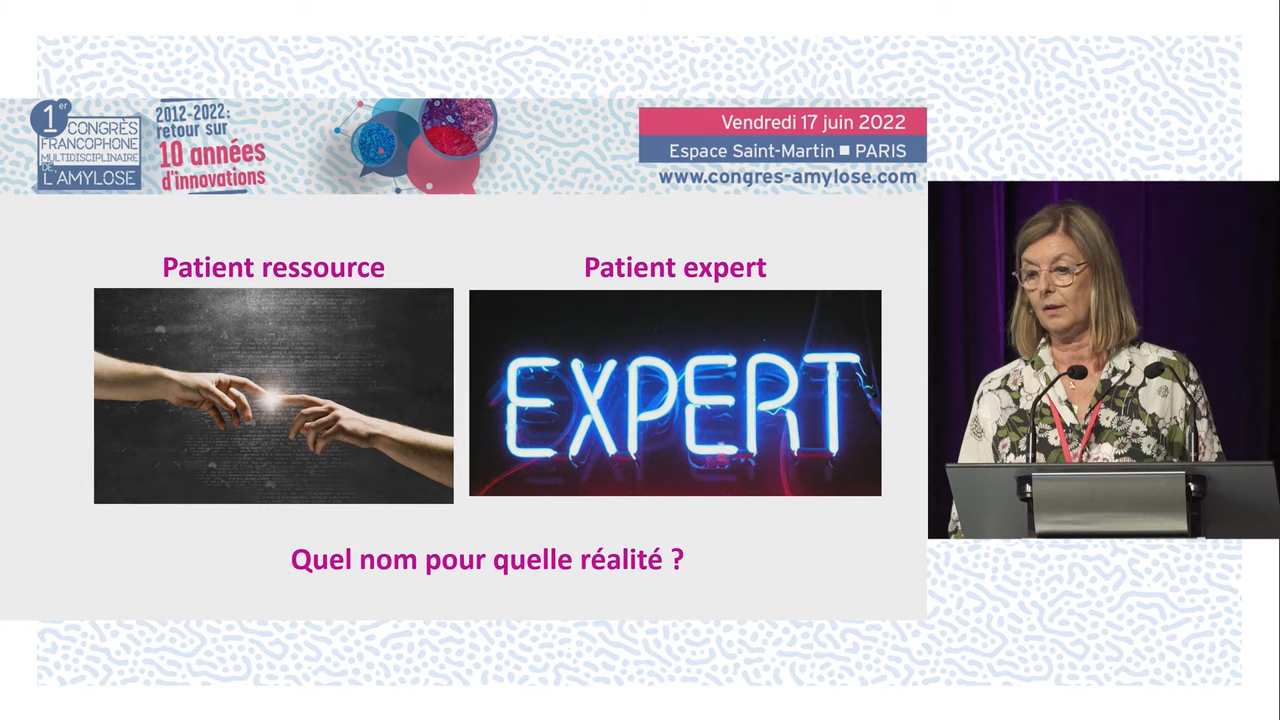 1er
CONGRÈS
FRANCOPHONE
MULTIDISCIPLINAIRE
DE
L'AMYLOSE
2012-2022:
retour sur
10 années
d'innovations
Vendredi 17 juin 2022
Espace Saint-Martin ■ PARIS
www.congres-amylose.com
Patient ressource
Patient expert
EXPERT
Quel nom pour quelle réalité ?